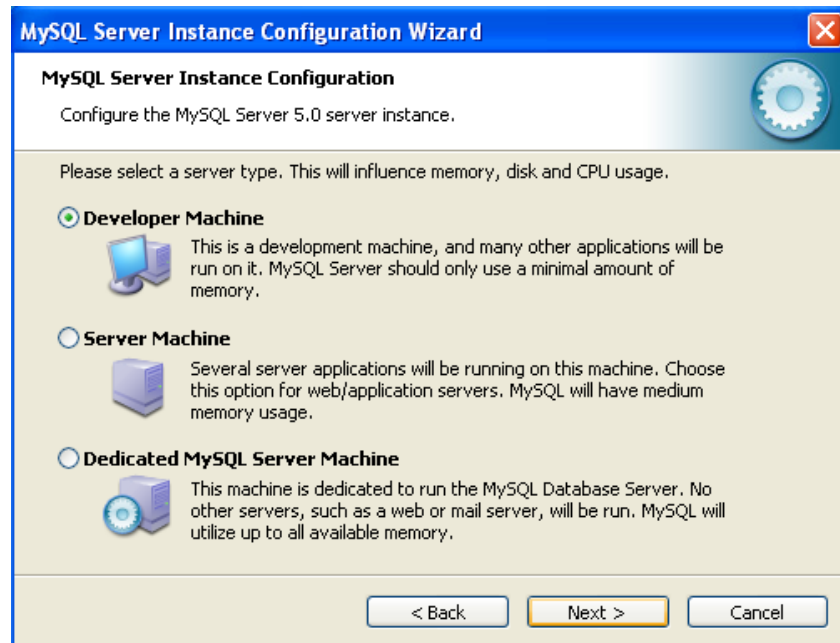 MySQL Server Instance Configuration Wizard
MySQL Server Instance Configuration
Configure the MySQL Server 5.0 server instance.
Please select a server type. This will influence memory, disk and CPU usage.
Developer Machine
This is a development machine, and many other applications will be
run on it. MySQL Server should only use a minimal amount of
memory.
Server Machine
Several server applications will be running on this machine. Choose
this option for web/application servers. MySQL will have medium
memory usage.
Dedicated MySQL Server Machine
This machine is dedicated to run the MySQL Database Server. No
other servers, such as a web or mail server, will be run. MySQL will
utilize up to all available memory.
< Back Next > Cancel